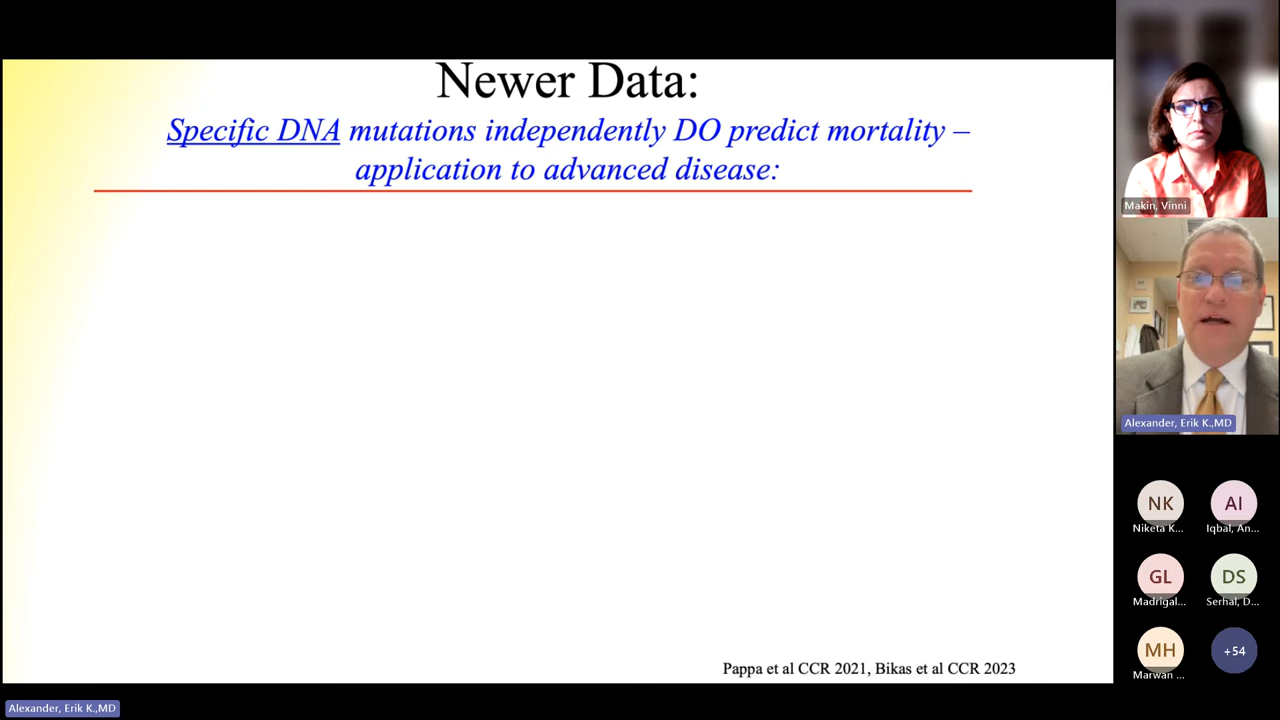 Newer Data:
Specific DNA mutations independently DO predict mortality –
application to advanced disease:
Pappa et al CCR 2021, Bikas et al CCR 2023
Makin, Vinni
Alexander, Erik K.,MD
NK
AI
Niketa K...
Iqbal, An...
GL
DS
Madrigal...
Serhal, D...
MH
+54
Marwan ...
Alexander, Erik K.,MD